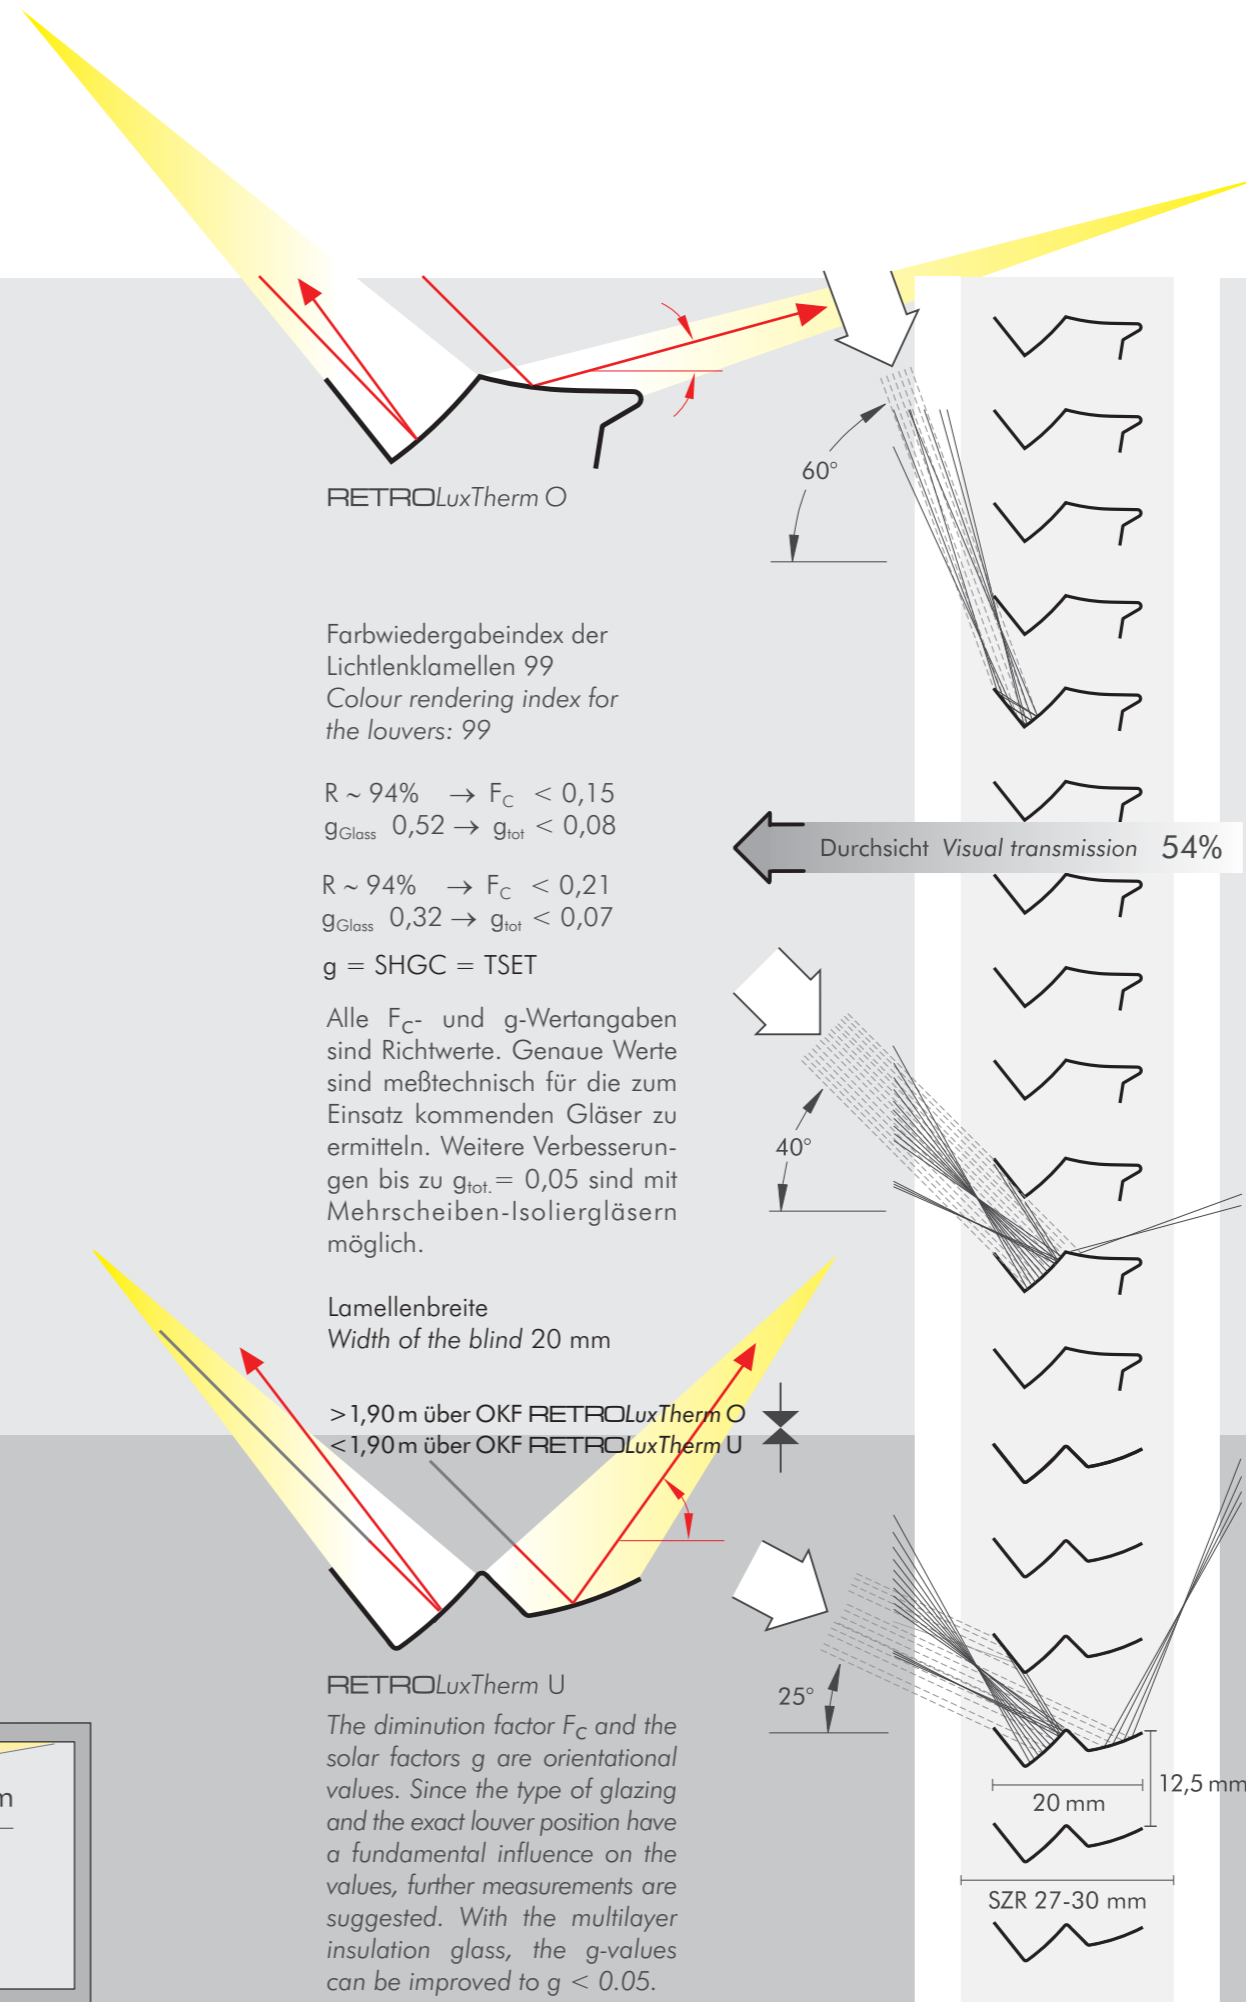 60°
RETROLuxTherm O
Farbwiedergabeindex der
Lichtlenklamellen 99
Colour rendering index for
the louvers: 99
R ~ 94% → FC < 0,15
gGlass 0,52 → gtot < 0,08
Durchsicht Visual transmission 54%
R ~ 94% → FC < 0,21
gGlass 0,32 → gtot < 0,07
g = SHGC = TSET
Alle FC- und g-Wertangaben
sind Richtwerte. Genaue Werte
sind meßtechnisch für die zum
Einsatz kommenden Gläser zu
ermitteln. Weitere Verbesserun-
gen bis zu gtot. = 0,05 sind mit
Mehrscheiben-Isoliergläsern
möglich.
40°
Lamellenbreite
Width of the blind 20 mm
>1,90 m über OKF RETROLuxTherm O
<1,90 m über OKF RETROLuxTherm U
RETROLuxTherm U
25°
The diminution factor FC and the
solar factors g are orientational
values. Since the type of glazing
and the exact louver position have
a fundamental influence on the
values, further measurements are
suggested. With the multilayer
insulation glass, the g-values
can be improved to g < 0.05.
12,5 mm
20 mm
SZR 27-30 mm
m